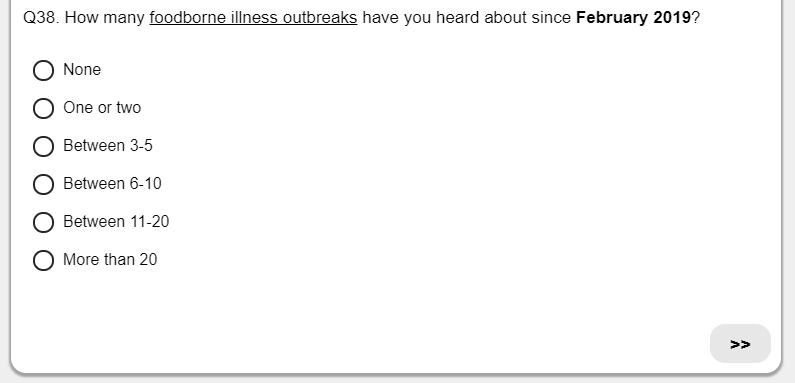 Q38. How many foodborne illness outbreaks have you heard about since February 2019?
None
One or two
Between 3-5
Between 6-10
Between 11-20
More than 20
>>